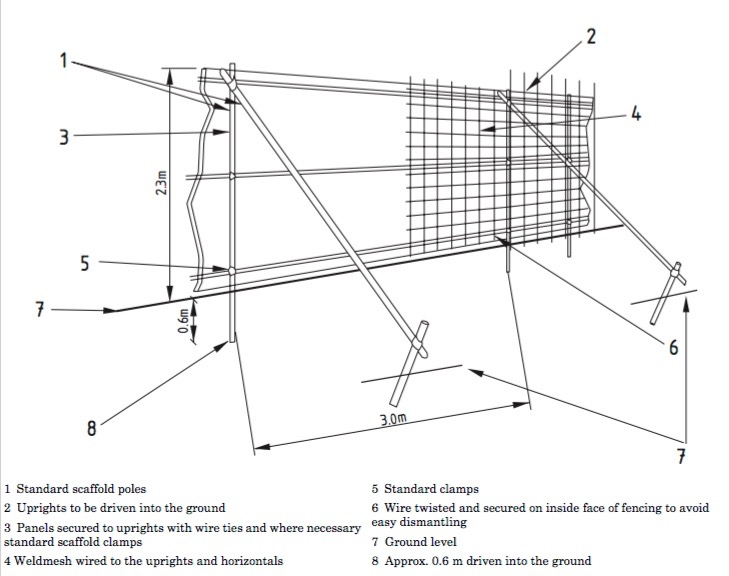 2
1
4
3
2.3m
5
7
0.6m
6
8
3.0m
7
1 Standard scaffold poles
2 Uprights to be driven into the ground
3 Panels secured to uprights with wire ties and where necessary
standard scaffold clamps
4 Weldmesh wired to the uprights and horizontals
5 Standard clamps
6 Wire twisted and secured on inside face of fencing to avoid
easy dismantling
7 Ground level
8 Approx. 0.6 m driven into the ground